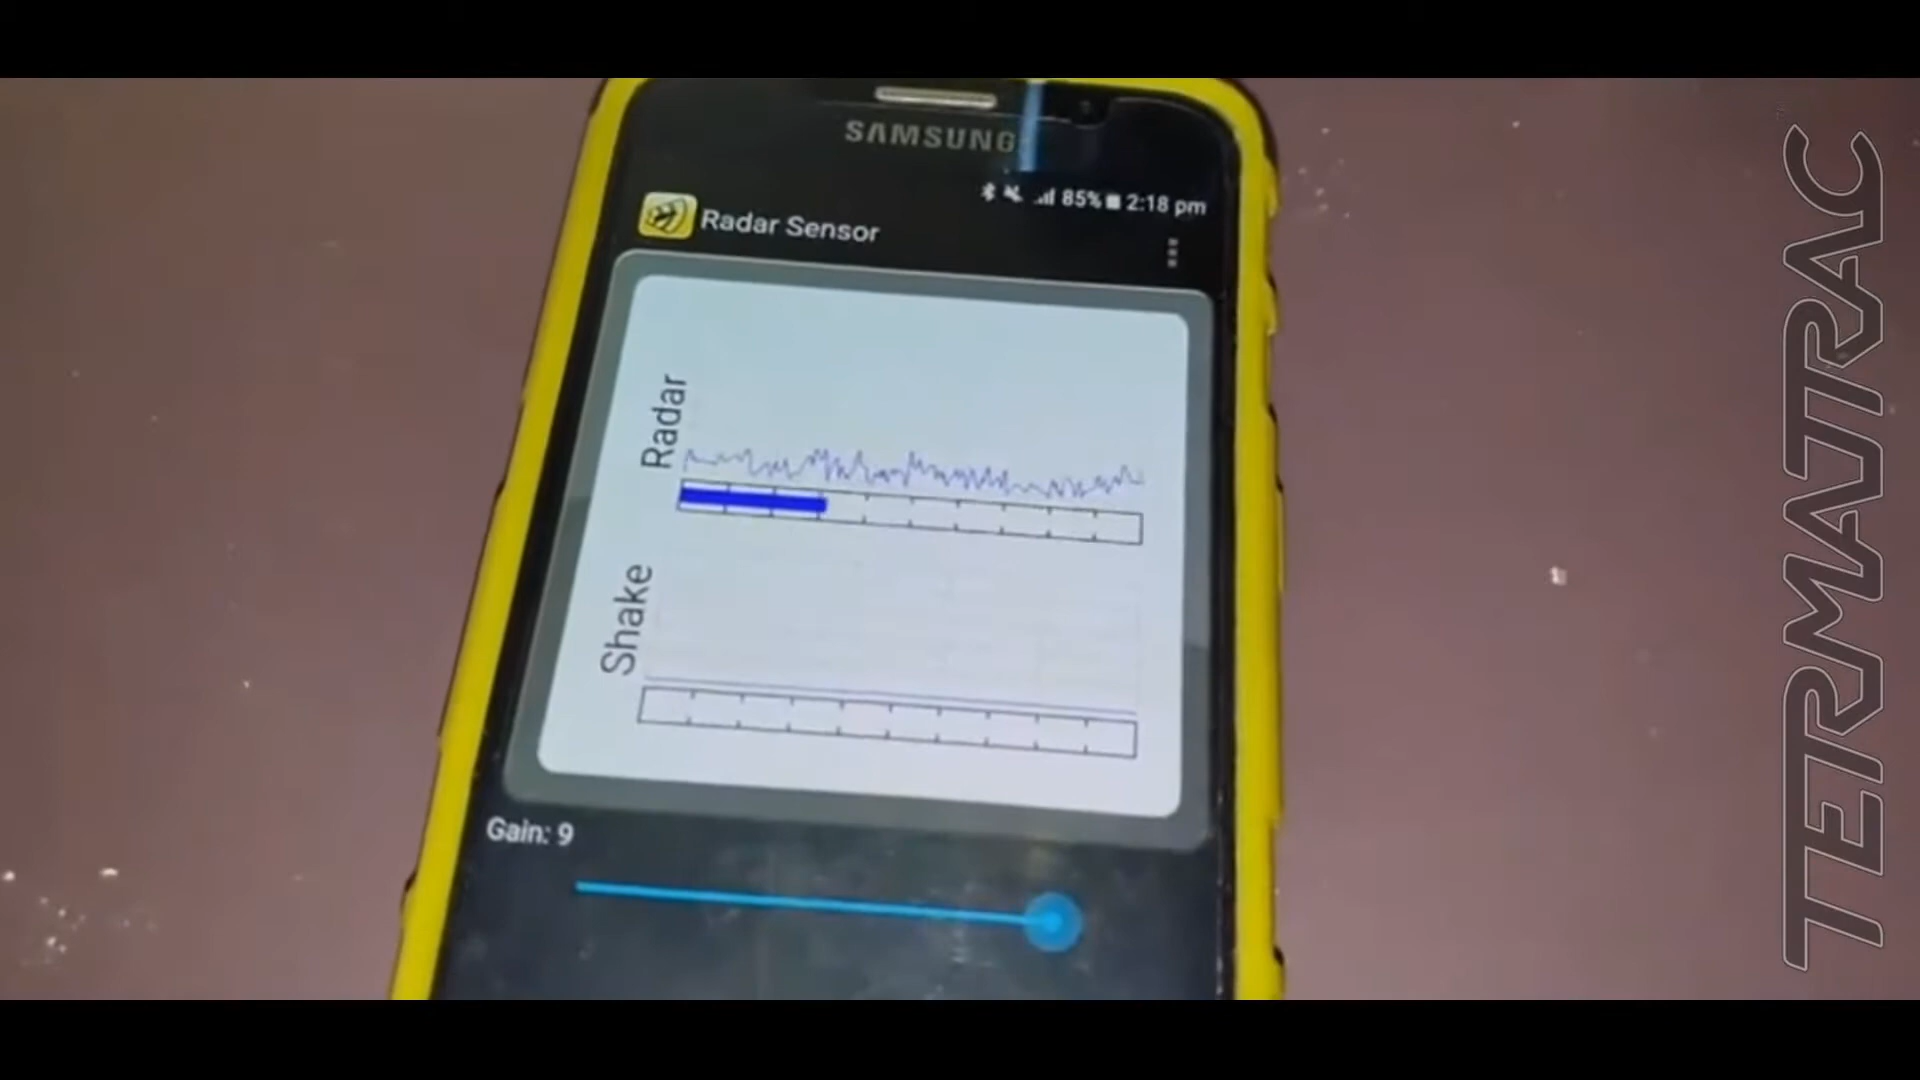 SAMSUNG
85% 2:18 pm
Radar Sensor
Radar
Shake
Gain: 9
TERMATRAC